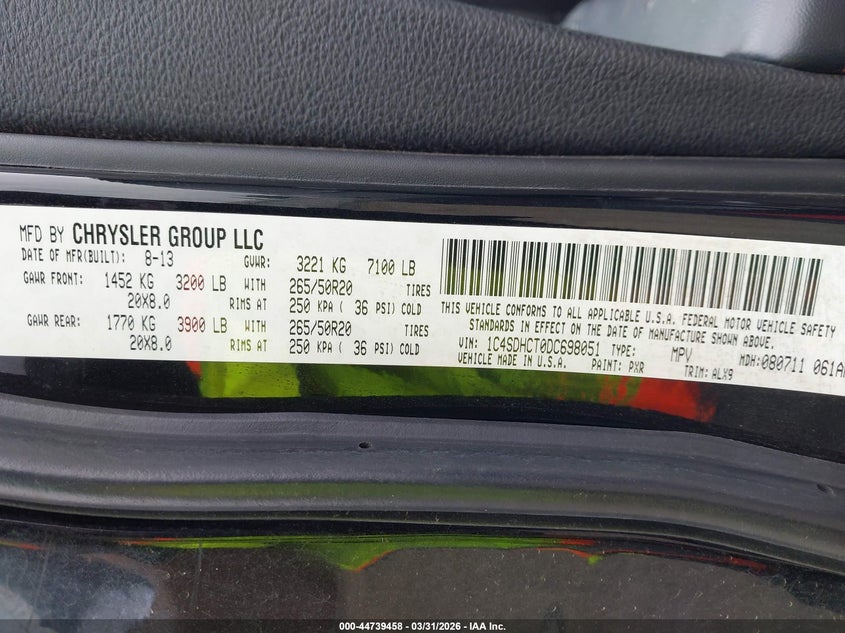 MFD BY CHRYSLER GROUP LLC
DATE OF MFR(BUILT): 8-13 GVWR: 3221 KG 7100 LB
GAWR FRONT: 1452 KG 3200 LB WITH 265/50R20 TIRES
20X8.0 RIMS AT 250 KPA ( 36 PSI) COLD
GAWR REAR: 1770 KG 3900 LB WITH 265/50R20 TIRES
20X8.0 RIMS AT 250 KPA ( 36 PSI) COLD
THIS VEHICLE CONFORMS TO ALL APPLICABLE U.S.A. FEDERAL MOTOR VEHICLE SAFETY
STANDARDS IN EFFECT ON THE DATE OF MANUFACTURE SHOWN ABOVE.
VIN: 1C4SDHCT0DC698051 TYPE: MPV MDH:080711 061
VEHICLE MADE IN U.S.A. PAINT: PXR TRIM: ALX9
000-44739458 - 03/31/2026 - IAA Inc.